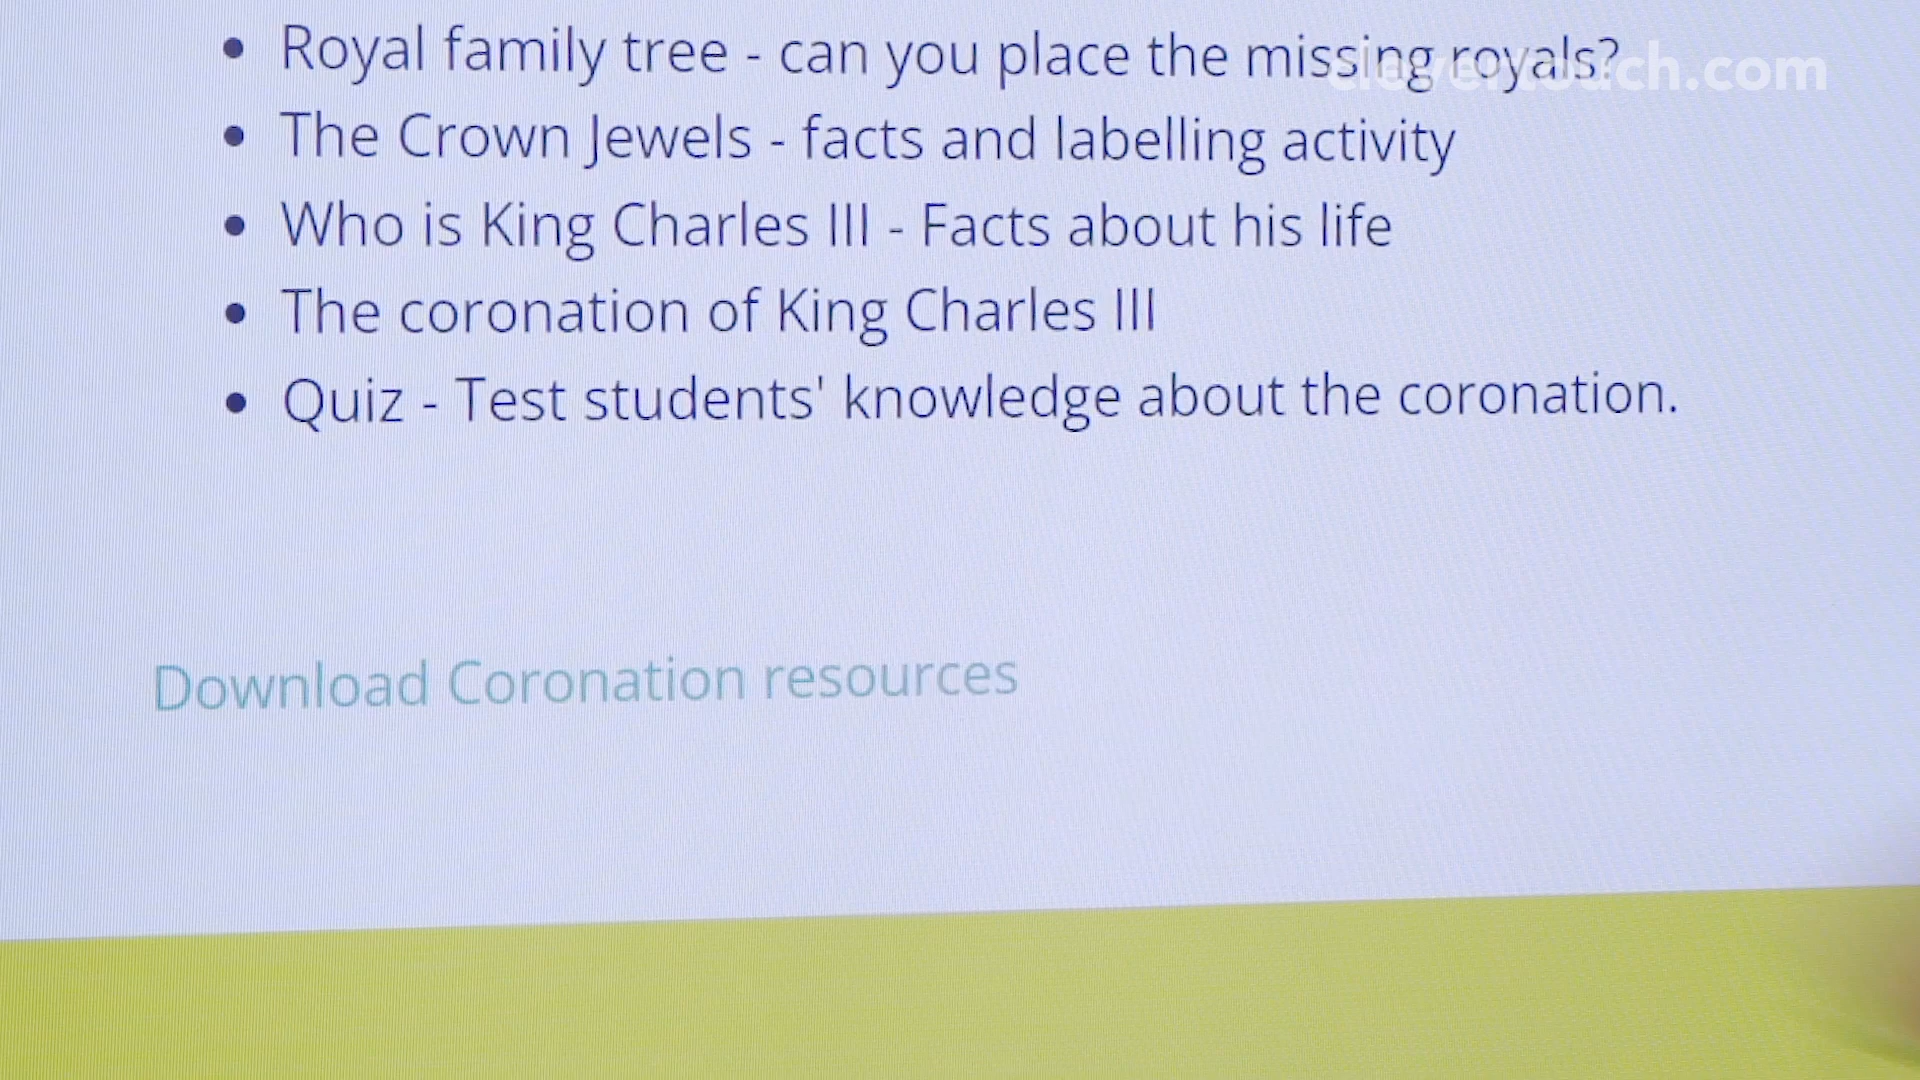 • Royal family tree - can you place the missing royals?
clevertouch.com
• The Crown Jewels - facts and labelling activity
• Who is King Charles III - Facts about his life
• The coronation of King Charles III
• Quiz - Test students' knowledge about the coronation.
Download Coronation resources